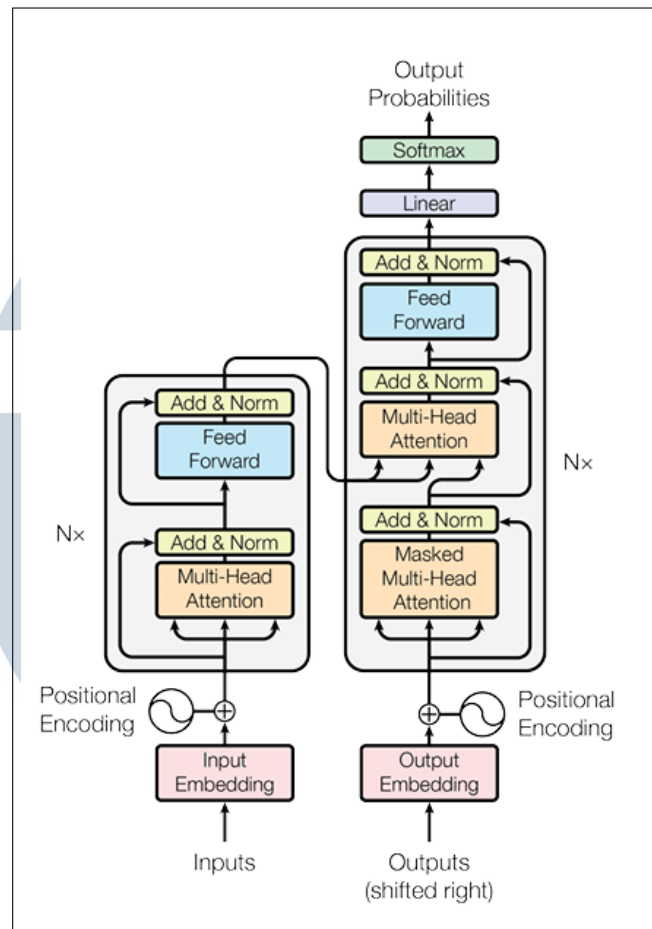 Output
Probabilities
Softmax
Linear
Add & Norm
Feed
Forward
Add & Norm
Multi-Head
Attention
Nx
Add & Norm
Masked
Multi-Head
Attention
Positional
Encoding
Output
Embedding
Outputs
(shifted right)
Add & Norm
Feed
Forward
Nx
Add & Norm
Multi-Head
Attention
Positional
Encoding
Input
Embedding
Inputs